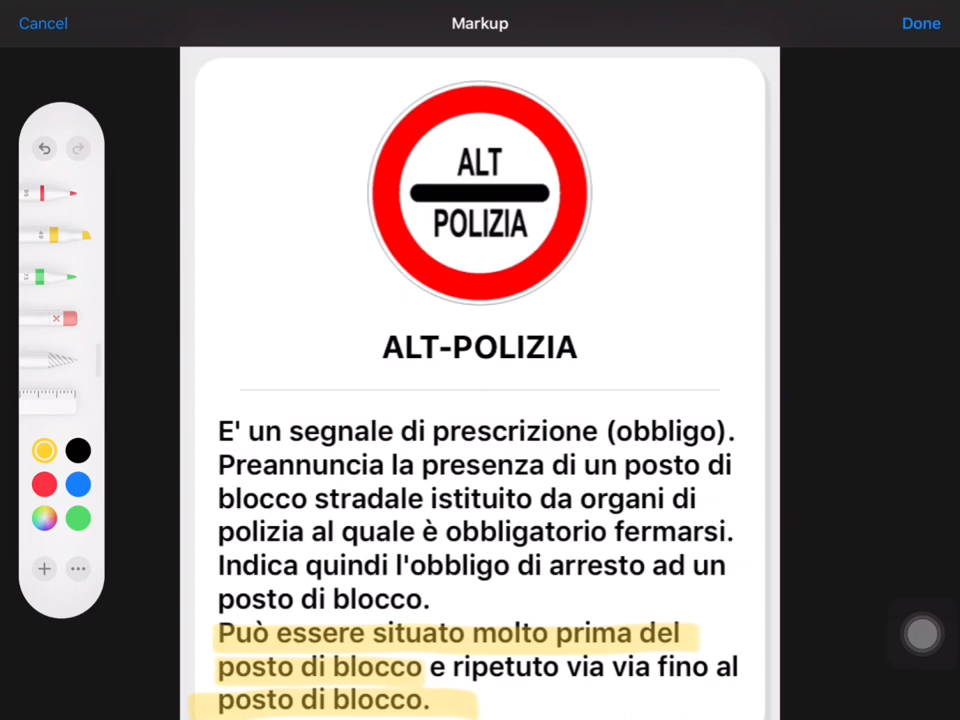 Cancel
Markup
Done
ALT
POLIZIA
ALT-POLIZIA
E' un segnale di prescrizione (obbligo).
Preannuncia la presenza di un posto di
blocco stradale istituito da organi di
polizia al quale è obbligatorio fermarsi.
Indica quindi l'obbligo di arresto ad un
posto di blocco.
Può essere situato molto prima del
posto di blocco e ripetuto via via fino al
posto di blocco.